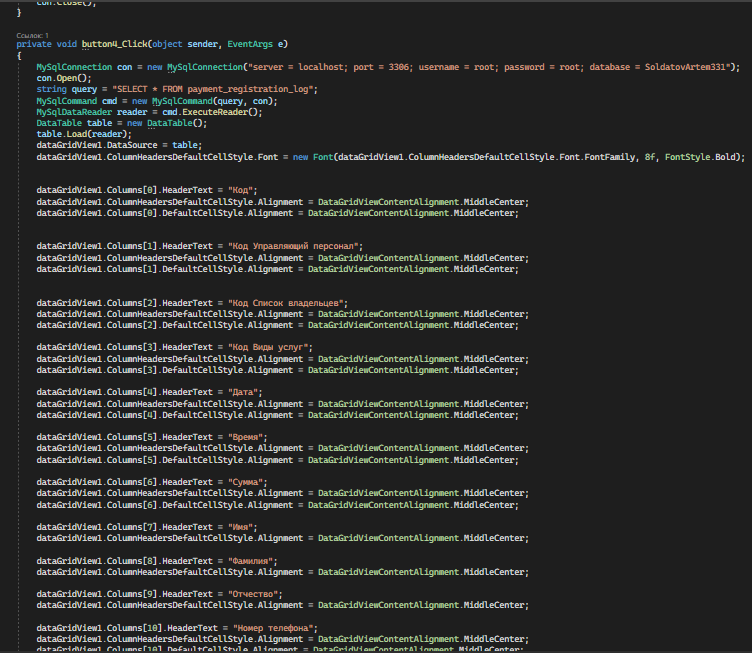 con.Close();
}
Ссылок: 1
private void button4_Click(object sender, EventArgs e)
{
MySqlConnection con = new MySqlConnection("server = localhost; port = 3306; username = root; password = root; database = SoldatovArtem331");
con.Open();
string query = "SELECT * FROM payment_registration_log";
MySqlCommand cmd = new MySqlCommand(query, con);
MySqlDataReader reader = cmd.ExecuteReader();
DataTable table = new DataTable();
table.Load(reader);
dataGridView1.DataSource = table;
dataGridView1.ColumnHeadersDefaultCellStyle.Font = new Font(dataGridView1.ColumnHeadersDefaultCellStyle.Font.FontFamily, 8f, FontStyle.Bold);
dataGridView1.Columns[0].HeaderText = "Код";
dataGridView1.ColumnHeadersDefaultCellStyle.Alignment = DataGridViewContentAlignment.MiddleCenter;
dataGridView1.Columns[0].DefaultCellStyle.Alignment = DataGridViewContentAlignment.MiddleCenter;
dataGridView1.Columns[1].HeaderText = "Код Управляющий персонал";
dataGridView1.ColumnHeadersDefaultCellStyle.Alignment = DataGridViewContentAlignment.MiddleCenter;
dataGridView1.Columns[1].DefaultCellStyle.Alignment = DataGridViewContentAlignment.MiddleCenter;
dataGridView1.Columns[2].HeaderText = "Код Список владельцев";
dataGridView1.ColumnHeadersDefaultCellStyle.Alignment = DataGridViewContentAlignment.MiddleCenter;
dataGridView1.Columns[2].DefaultCellStyle.Alignment = DataGridViewContentAlignment.MiddleCenter;
dataGridView1.Columns[3].HeaderText = "Код Виды услуг";
dataGridView1.ColumnHeadersDefaultCellStyle.Alignment = DataGridViewContentAlignment.MiddleCenter;
dataGridView1.Columns[3].DefaultCellStyle.Alignment = DataGridViewContentAlignment.MiddleCenter;
dataGridView1.Columns[4].HeaderText = "Дата";
dataGridView1.ColumnHeadersDefaultCellStyle.Alignment = DataGridViewContentAlignment.MiddleCenter;
dataGridView1.Columns[4].DefaultCellStyle.Alignment = DataGridViewContentAlignment.MiddleCenter;
dataGridView1.Columns[5].HeaderText = "Время";
dataGridView1.ColumnHeadersDefaultCellStyle.Alignment = DataGridViewContentAlignment.MiddleCenter;
dataGridView1.Columns[5].DefaultCellStyle.Alignment = DataGridViewContentAlignment.MiddleCenter;
dataGridView1.Columns[6].HeaderText = "Сумма";
dataGridView1.ColumnHeadersDefaultCellStyle.Alignment = DataGridViewContentAlignment.MiddleCenter;
dataGridView1.Columns[6].DefaultCellStyle.Alignment = DataGridViewContentAlignment.MiddleCenter;
dataGridView1.Columns[7].HeaderText = "Имя";
dataGridView1.ColumnHeadersDefaultCellStyle.Alignment = DataGridViewContentAlignment.MiddleCenter;
dataGridView1.Columns[8].HeaderText = "Фамилия";
dataGridView1.ColumnHeadersDefaultCellStyle.Alignment = DataGridViewContentAlignment.MiddleCenter;
dataGridView1.Columns[9].HeaderText = "Отчество";
dataGridView1.ColumnHeadersDefaultCellStyle.Alignment = DataGridViewContentAlignment.MiddleCenter;
dataGridView1.Columns[10].HeaderText = "Номер телефона";
dataGridView1.ColumnHeadersDefaultCellStyle.Alignment = DataGridViewContentAlignment.MiddleCenter;
dataGridView1.Columns[10].DefaultCellStyle.Alignment = DataGridViewContentAlignment.MiddleCenter;